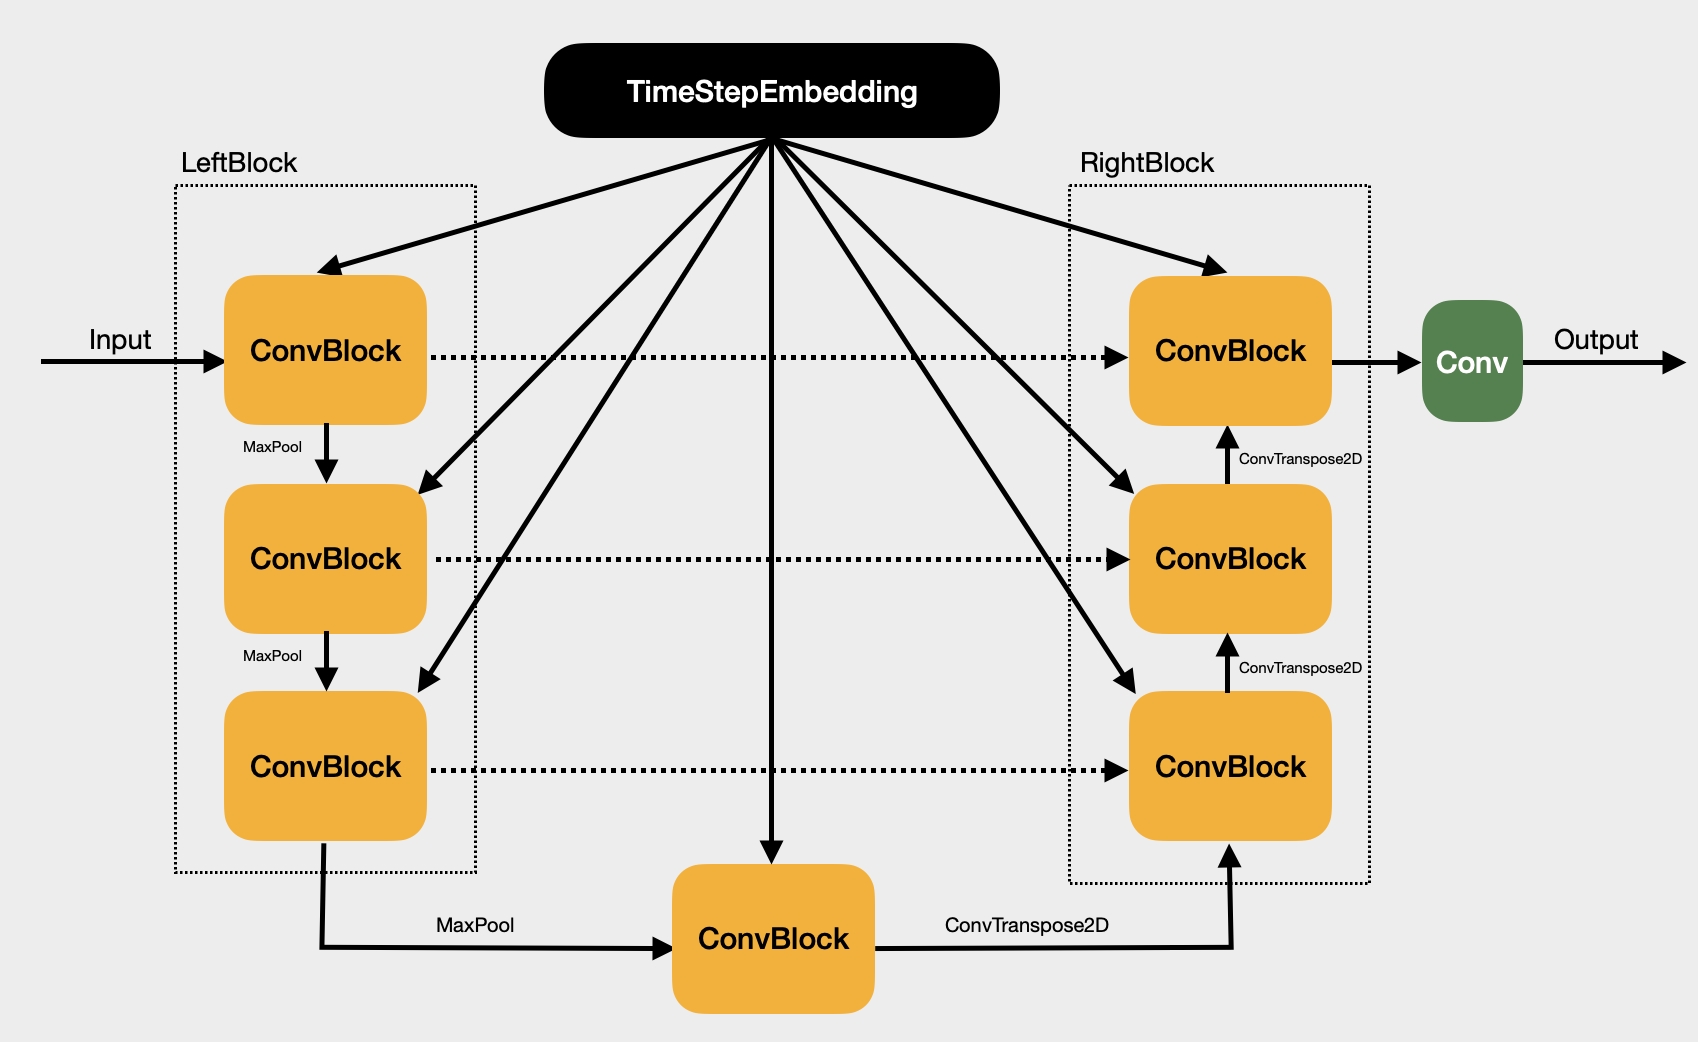 TimeStepEmbedding
LeftBlock
RightBlock
Input
ConvBlock
ConvBlock
Conv
Output
MaxPool
ConvTranspose2D
ConvBlock
ConvBlock
MaxPool
ConvTranspose2D
ConvBlock
ConvBlock
MaxPool
ConvBlock
ConvTranspose2D